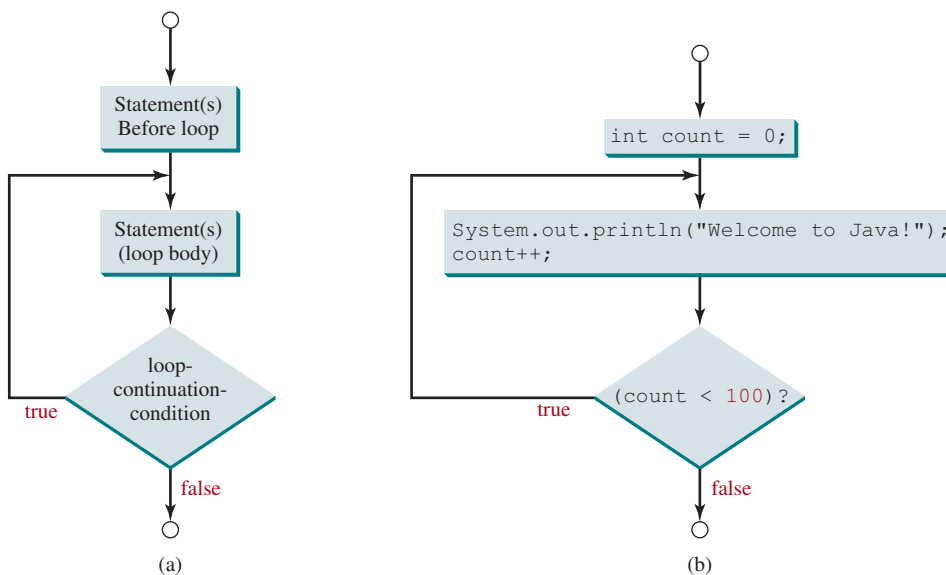 Statement(s)
Before loop
Statement(s)
(loop body)
loop-
continuation-
condition
true
false
(a)
int count = 0;
System.out.println("Welcome to Java!");
count++;
(count < 100)?
true
false
(b)